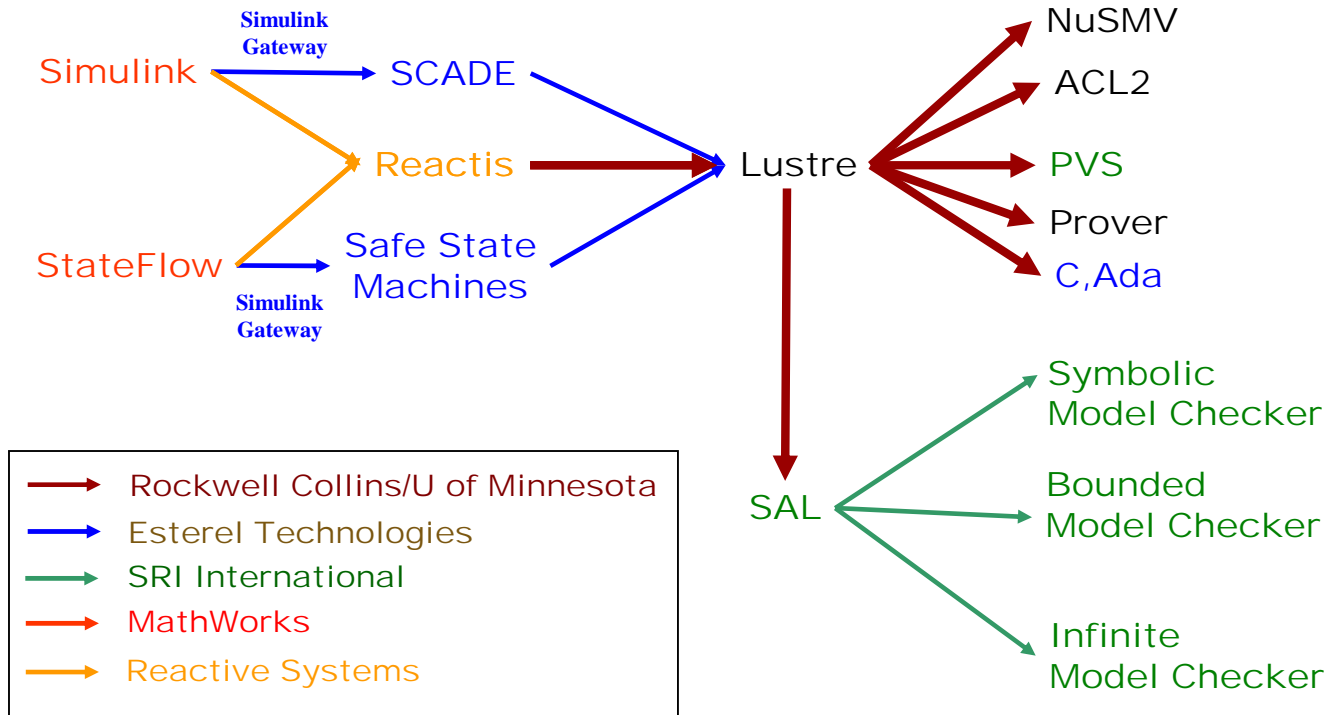 Simulink
Gateway
Simulink
SCADE
Reactis
StateFlow
Safe State
Machines
Simulink
Gateway
Lustre
NuSMV
ACL2
PVS
Prover
C,Ada
SAL
Symbolic
Model Checker
Bounded
Model Checker
Infinite
Model Checker
Rockwell Collins/U of Minnesota
Esterel Technologies
SRI International
MathWorks
Reactive Systems